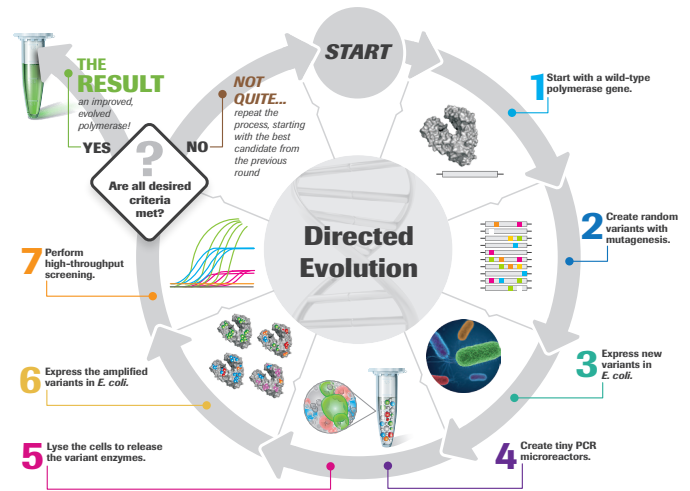 START
1 Start with a wild-type
polymerase gene.
2 Create random
variants with
mutagenesis.
3 Express new
variants in
E. coli.
4 Create tiny PCR
microreactors.
5 Lyse the cells to release
the variant enzymes.
6 Express the amplified
variants in E. coli.
7 Perform
high-throughput
screening.
?
Are all desired
criteria
met?
YES
NO
THE
RESULT
an improved,
evolved
polymerase!
NOT
QUITE...
repeat the
process, starting
with the best
candidate from
the previous
round
Directed
Evolution